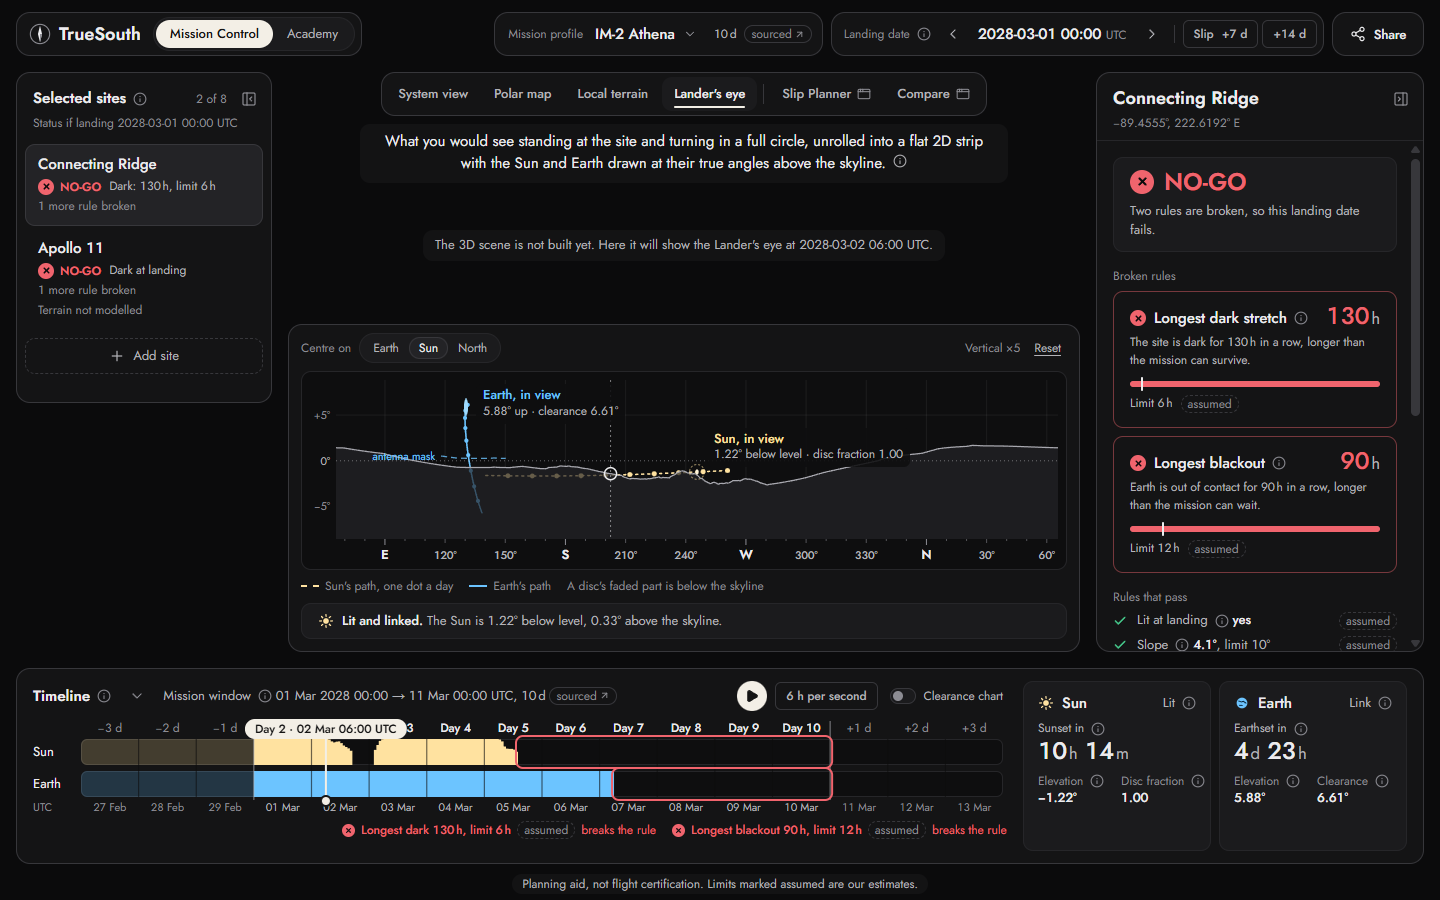 TrueSouth
Mission Control
Academy
Mission profile IM-2 Athena 10 d sourced ↗
Landing date 2028-03-01 00:00 UTC Slip +7 d +14 d
Share
Selected sites 2 of 8
Status if landing 2028-03-01 00:00 UTC
Connecting Ridge
NO-GO Dark: 130 h, limit 6 h
1 more rule broken
Apollo 11
NO-GO Dark at landing
1 more rule broken
Terrain not modelled
Add site
System view Polar map Local terrain Lander's eye Slip Planner Compare
What you would see standing at the site and turning in a full circle, unrolled into a flat 2D strip
with the Sun and Earth drawn at their true angles above the skyline.
The 3D scene is not built yet. Here it will show the Lander's eye at 2028-03-02 06:00 UTC.
Centre on Earth Sun North Vertical ×5 Reset
Earth, in view
5.88° up · clearance 6.61°
Sun, in view
1.22° below level · disc fraction 1.00
antenna mask
+5°
0°
−5°
E 120° 150° S 210° 240° W 300° 330° N 30° 60°
Sun's path, one dot a day Earth's path A disc's faded part is below the skyline
Lit and linked. The Sun is 1.22° below level, 0.33° above the skyline.
Connecting Ridge
−89.4555°, 222.6192° E
NO-GO
Two rules are broken, so this landing date
fails.
Broken rules
Longest dark stretch 130 h
The site is dark for 130 h in a row, longer than
the mission can survive.
Limit 6 h assumed
Longest blackout 90 h
Earth is out of contact for 90 h in a row, longer
than the mission can wait.
Limit 12 h assumed
Rules that pass
Lit at landing yes assumed
Slope 4.1°, limit 10° assumed
Timeline Mission window 01 Mar 2028 00:00 → 11 Mar 00:00 UTC, 10 d sourced ↗
6 h per second Clearance chart
−3 d −2 d −1 d Day 2 · 02 Mar 06:00 UTC 3 Day 4 Day 5 Day 6 Day 7 Day 8 Day 9 Day 10 +1 d +3 d +3 d
Sun
Earth
UTC 27 Feb 28 Feb 29 Feb 01 Mar 02 Mar 03 Mar 04 Mar 05 Mar 06 Mar 07 Mar 08 Mar 09 Mar 10 Mar 11 Mar 12 Mar 13 Mar
Longest dark 130 h, limit 6 h assumed breaks the rule Longest blackout 90 h, limit 12 h assumed breaks the rule
Sun Lit
Sunset in
10 h 14 m
Elevation Disc fraction
−1.22° 1.00
Earth Link
Earthset in
4 d 23 h
Elevation Clearance
5.88° 6.61°
Planning aid, not flight certification. Limits marked assumed are our estimates.